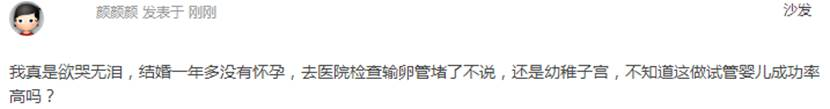 颜颜颜 发表于 刚刚 沙发
我真是欲哭无泪，结婚一年多没有怀孕，去医院检查输卵管堵了不说，还是幼稚子宫，不知道这做试管婴儿成功率
高吗？